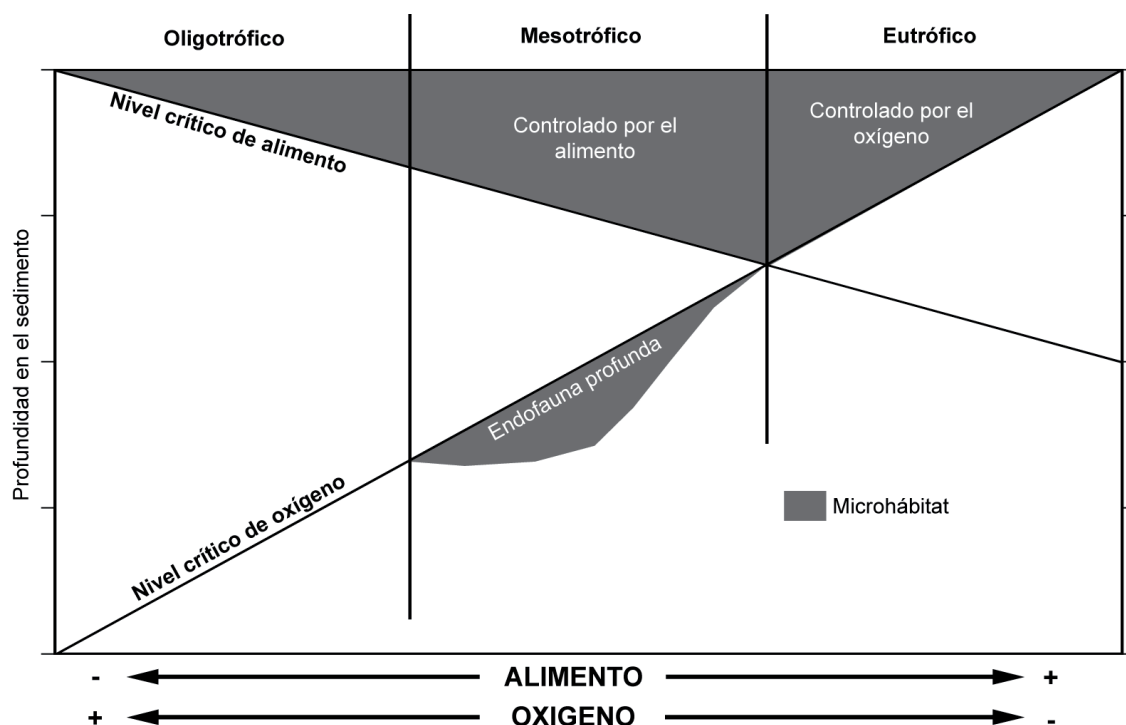 Oligotrófico
Mesotrófico
Eutrófico
Nivel crítico de alimento
Controlado por el
alimento
Controlado por el
oxígeno
Profundidad en el sedimento
Endofauna profunda
Nivel crítico de oxígeno
Microhábitat
- ALIMENTO +
+ OXIGENO -